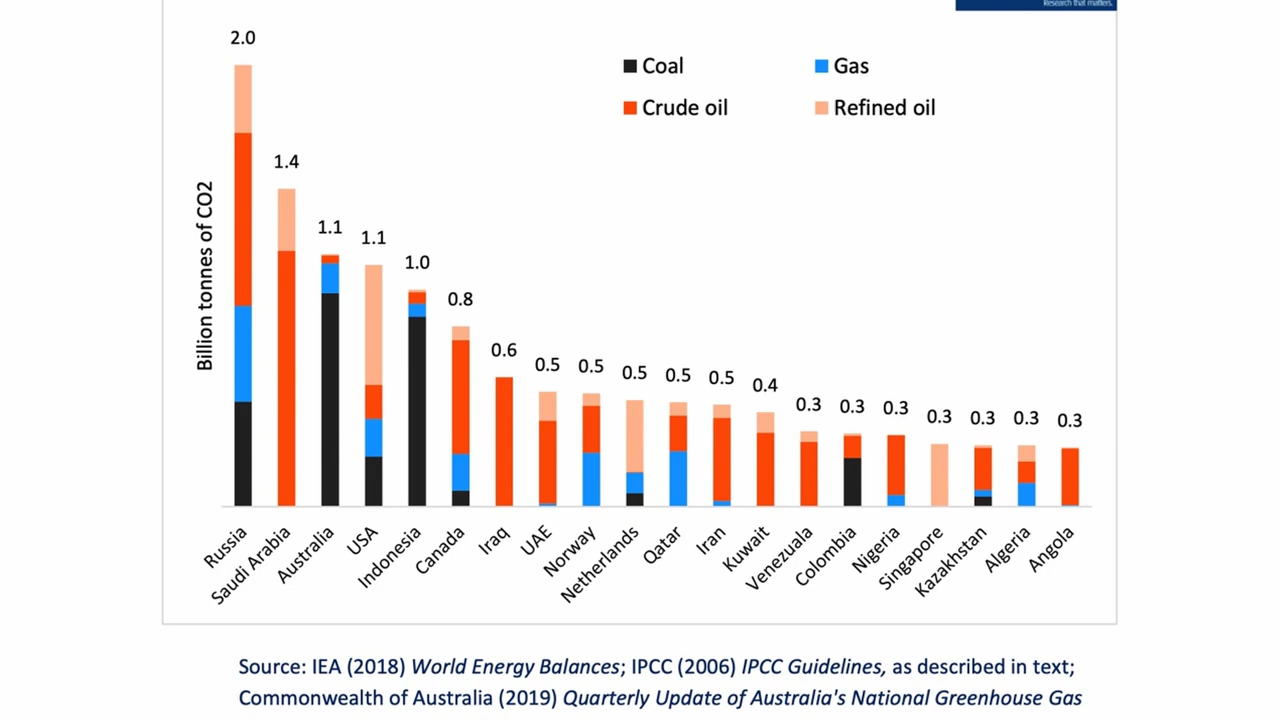 Research that matters.
2.0
Coal
Gas
Crude oil
Refined oil
1.4
1.1
1.1
1.0
0.8
0.6
0.5
0.5
0.5
0.5
0.5
0.4
0.3
0.3
0.3
0.3
0.3
0.3
0.3
Billion tonnes of CO2
Russia
Saudi Arabia
Australia
USA
Indonesia
Canada
Iraq
UAE
Norway
Netherlands
Qatar
Iran
Kuwait
Venezuala
Colombia
Nigeria
Singapore
Kazakhstan
Algeria
Angola
Source: IEA (2018) World Energy Balances; IPCC (2006) IPCC Guidelines, as described in text;
Commonwealth of Australia (2019) Quarterly Update of Australia's National Greenhouse Gas